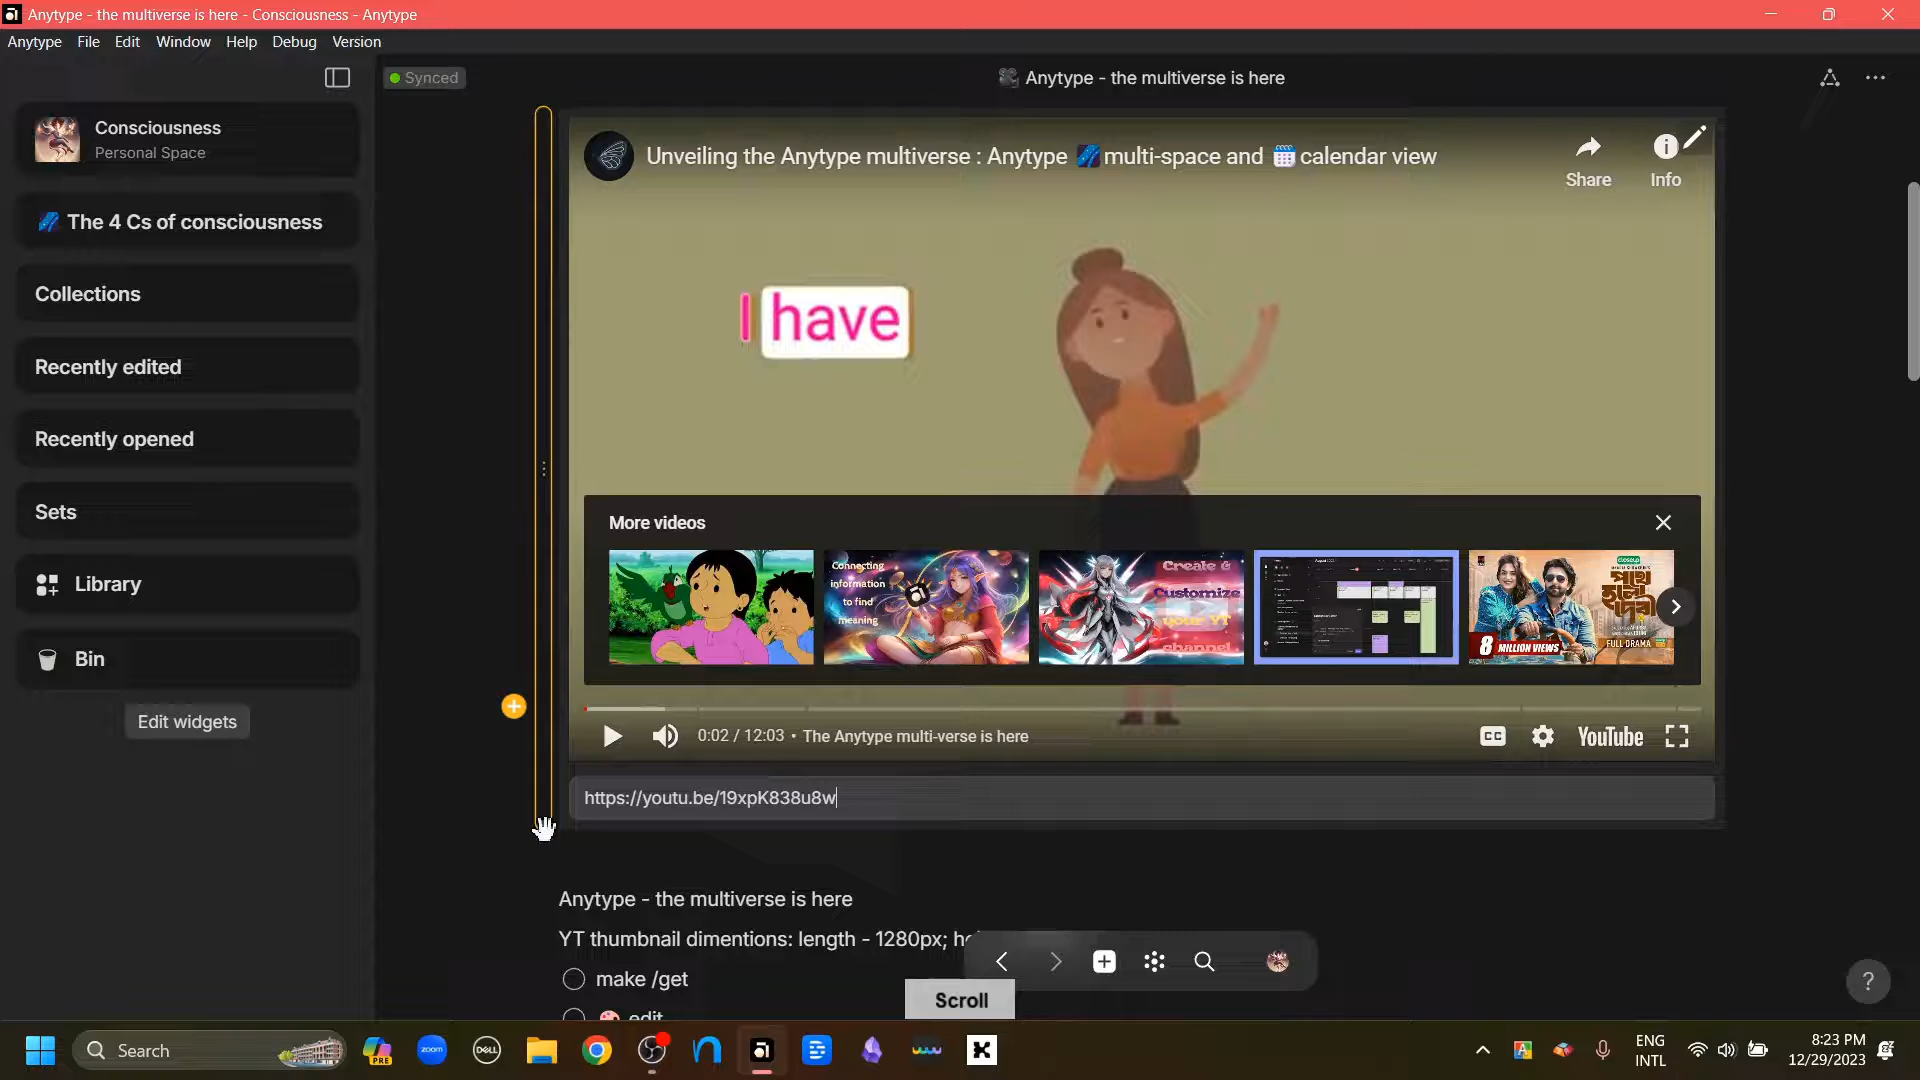 Anytype - the multiverse is here - Consciousness - Anytype
Anytype File Edit Window Help Debug Version
Synced
Anytype - the multiverse is here
Consciousness
Personal Space
The 4 Cs of consciousness
Collections
Recently edited
Recently opened
Sets
Library
Bin
Edit widgets
Unveiling the Anytype multiverse : Anytype 🌌multi-space and 🗓️calendar view
Share
Info
I have
More videos
Connecting
information
to find
meaning
Create &
Customize
your YT
channel
8 MILLION VIEWS
FULL DRAMA
0:02 / 12:03 • The Anytype multi-verse is here
CC
YouTube
https://youtu.be/19xpK838u8w
Anytype - the multiverse is here
YT thumbnail dimentions: length - 1280px;
make /get
edit
Scroll
?
Search
PRE
zoom
DELL
ENG
INTL
8:23 PM
12/29/2023